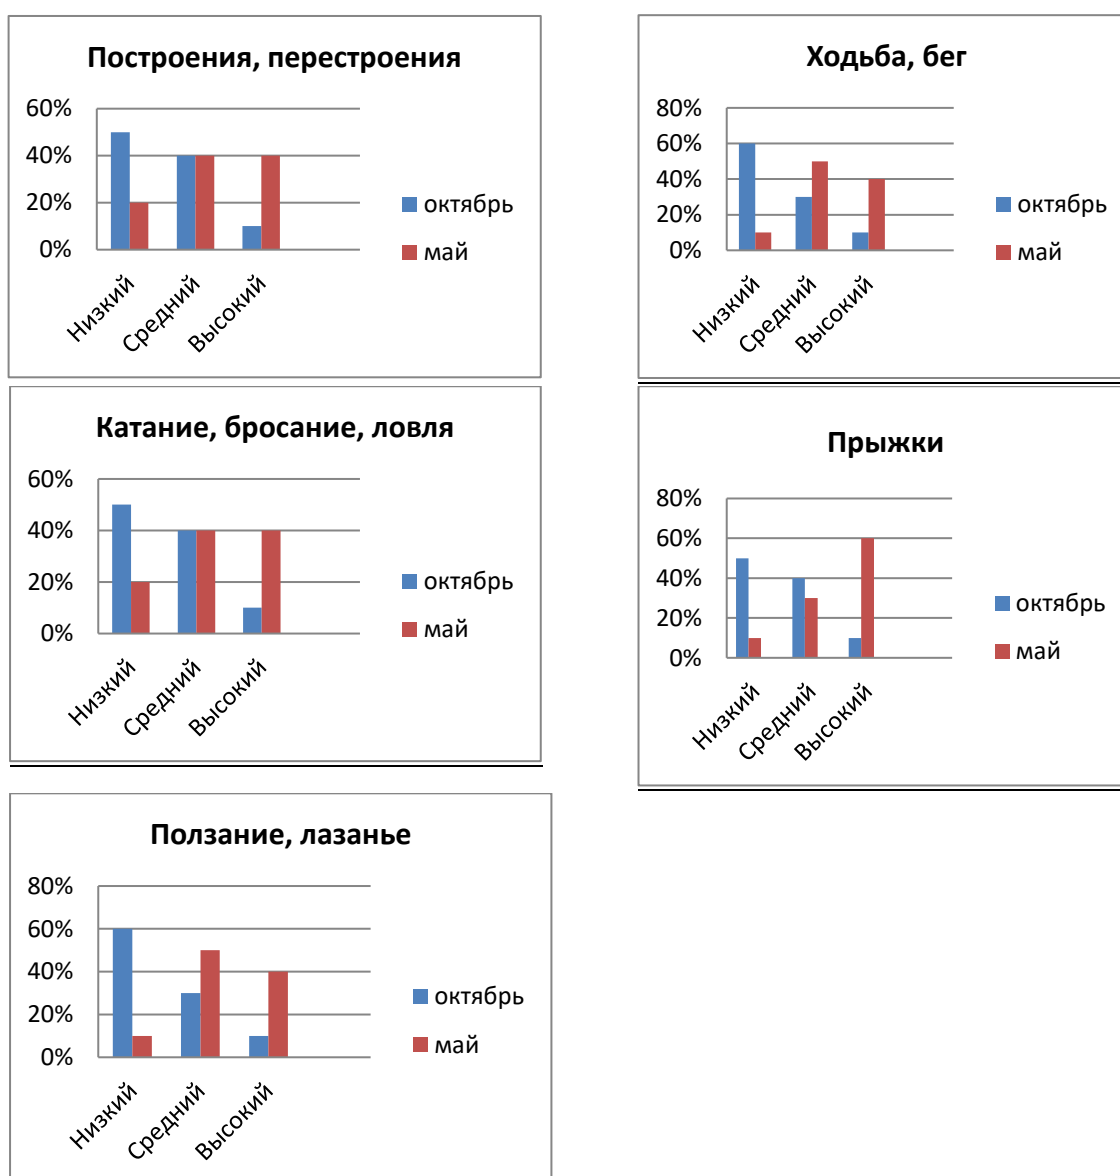 Построения, перестроения
60%
40%
20%
0%
Низкий
Средний
Высокий
октябрь
май
Ходьба, бег
80%
60%
40%
20%
0%
Низкий
Средний
Высокий
октябрь
май
Катание, бросание, ловля
60%
40%
20%
0%
Низкий
Средний
Высокий
октябрь
май
Прыжки
80%
60%
40%
20%
0%
Низкий
Средний
Высокий
октябрь
май
Ползание, лазанье
80%
60%
40%
20%
0%
Низкий
Средний
Высокий
октябрь
май